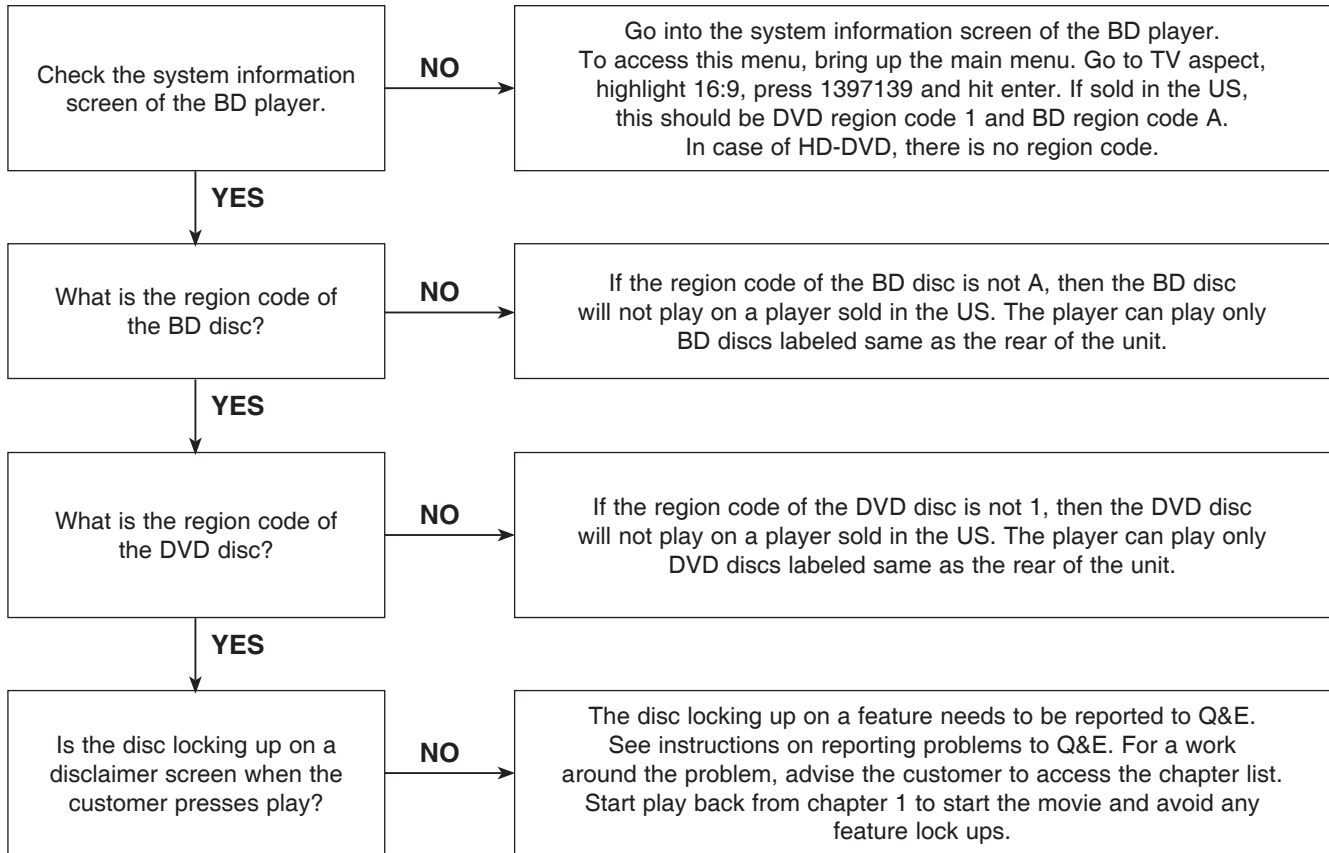 Check the system information
screen of the BD player.
NO
Go into the system information screen of the BD player.
To access this menu, bring up the main menu. Go to TV aspect,
highlight 16:9, press 1397139 and hit enter. If sold in the US,
this should be DVD region code 1 and BD region code A.
In case of HD-DVD, there is no region code.
YES
What is the region code of
the BD disc?
NO
If the region code of the BD disc is not A, then the BD disc
will not play on a player sold in the US. The player can play only
BD discs labeled same as the rear of the unit.
YES
What is the region code of
the DVD disc?
NO
If the region code of the DVD disc is not 1, then the DVD disc
will not play on a player sold in the US. The player can play only
DVD discs labeled same as the rear of the unit.
YES
Is the disc locking up on a
disclaimer screen when the
customer presses play?
NO
The disc locking up on a feature needs to be reported to Q&E.
See instructions on reporting problems to Q&E. For a work
around the problem, advise the customer to access the chapter list.
Start play back from chapter 1 to start the movie and avoid any
feature lock ups.